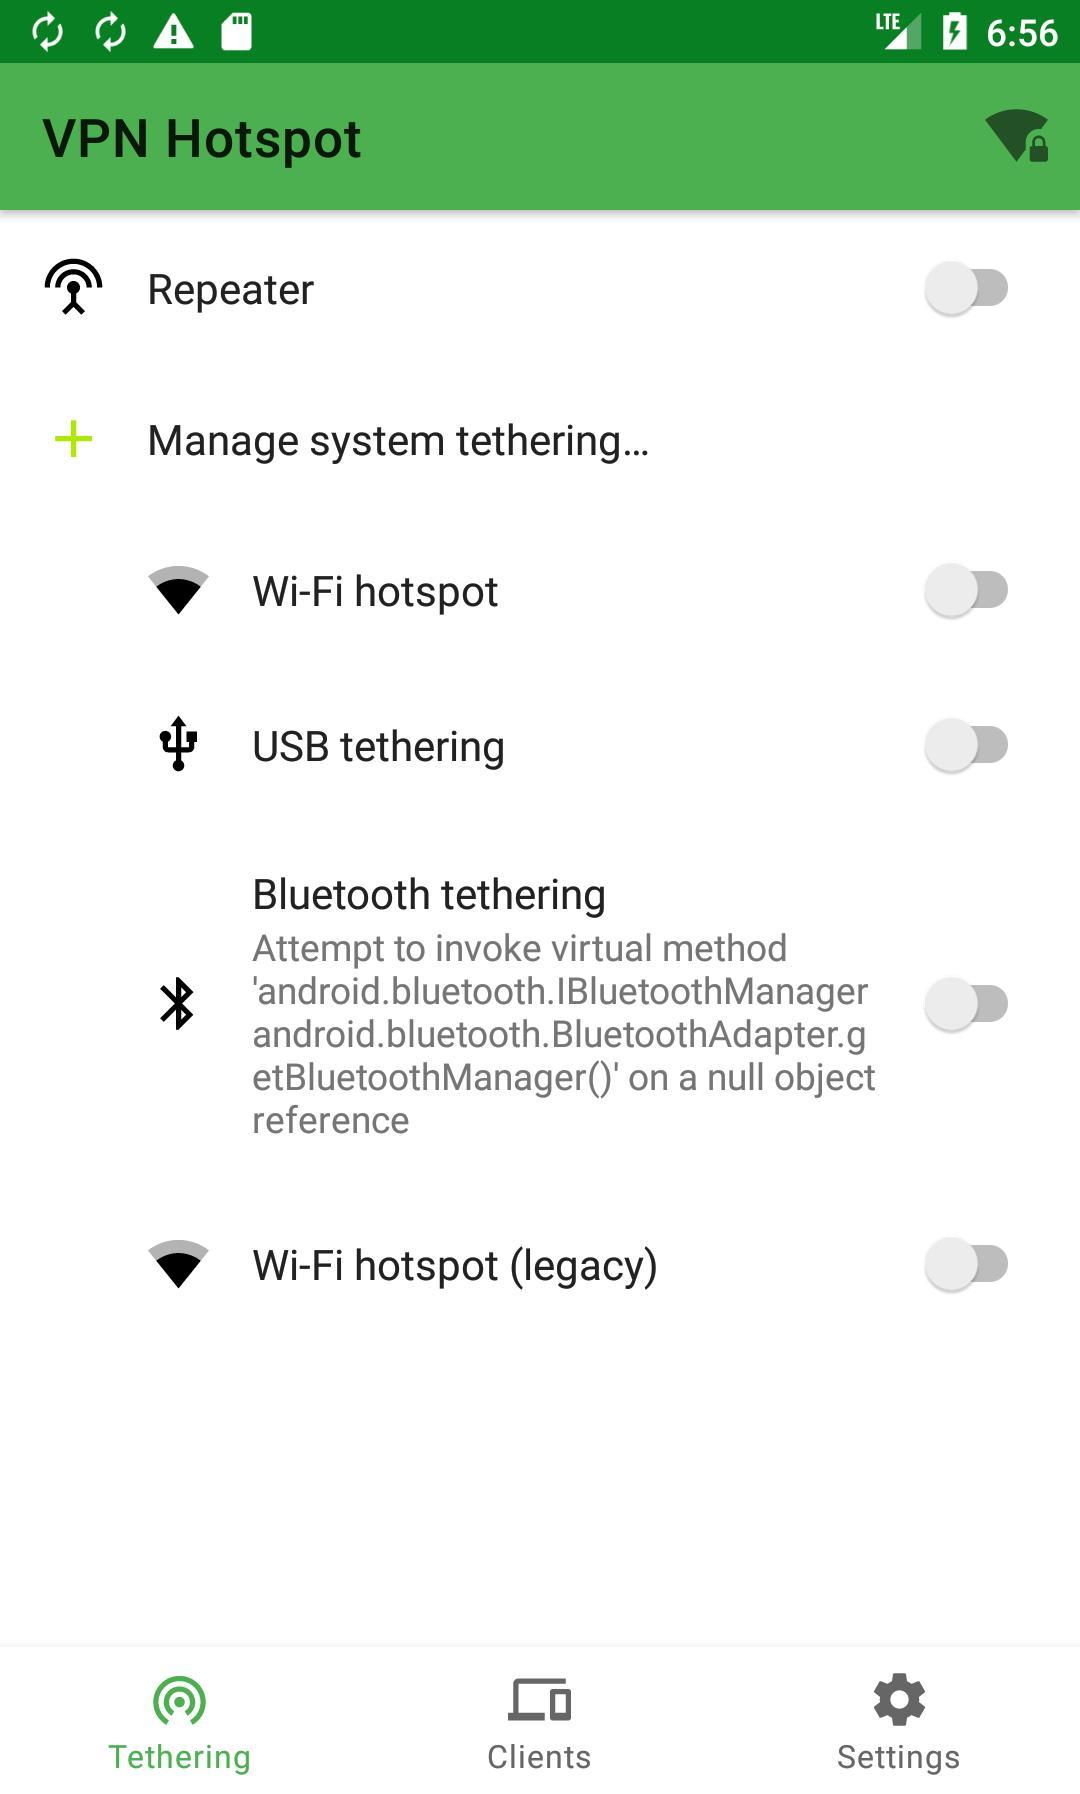 LTE 6:56
VPN Hotspot
Repeater
Manage system tethering…
Wi-Fi hotspot
USB tethering
Bluetooth tethering
Attempt to invoke virtual method
'android.bluetooth.IBluetoothManager
android.bluetooth.BluetoothAdapter.g
etBluetoothManager()' on a null object
reference
Wi-Fi hotspot (legacy)
Tethering Clients Settings